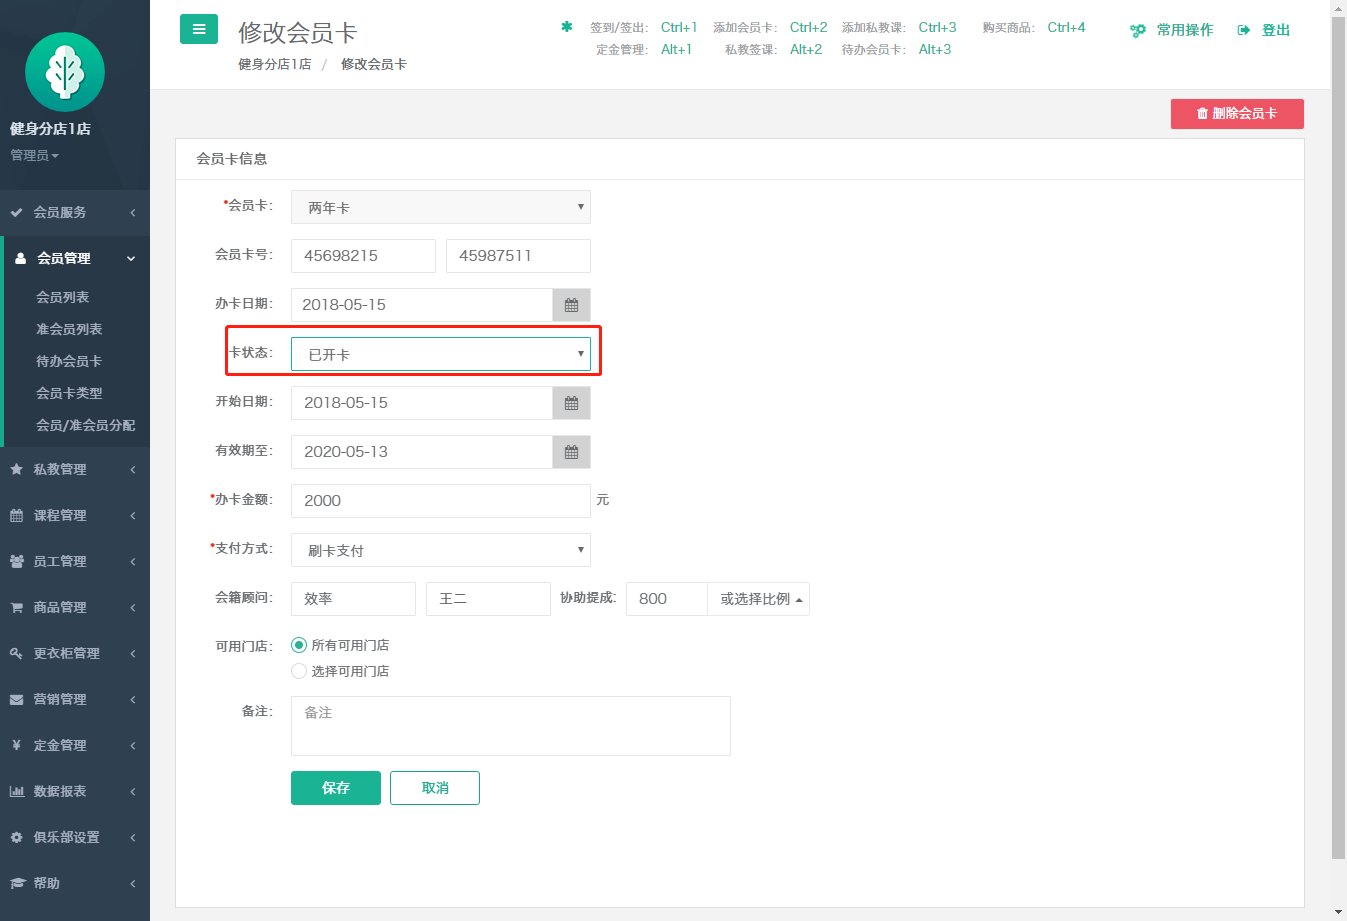 健身分店1店
管理员
会员服务
会员管理
会员列表
准会员列表
待办会员卡
会员卡类型
会员/准会员分配
私教管理
课程管理
员工管理
商品管理
更衣柜管理
营销管理
定金管理
数据报表
俱乐部设置
帮助
修改会员卡
健身分店1店 / 修改会员卡
签到/签出: Ctrl+1 添加会员卡: Ctrl+2 添加私教课: Ctrl+3 购买商品: Ctrl+4
定金管理: Alt+1 私教签课: Alt+2 待办会员卡: Alt+3
常用操作 登出
删除会员卡
会员卡信息
*会员卡: 两年卡
会员卡号: 45698215 45987511
办卡日期: 2018-05-15
卡状态: 已开卡
开始日期: 2018-05-15
有效期至: 2020-05-13
*办卡金额: 2000 元
*支付方式: 刷卡支付
会籍顾问: 效率 王二 协助提成: 800 或选择比例
可用门店: 所有可用门店
选择可用门店
备注: 备注
保存 取消